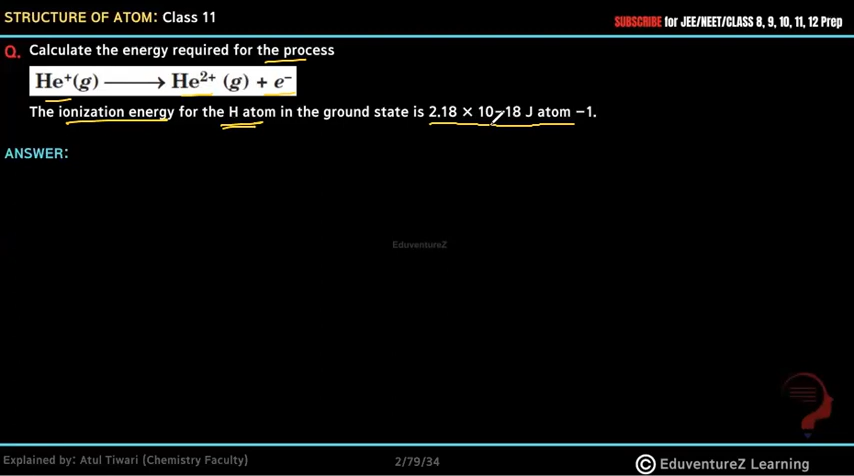 STRUCTURE OF ATOM: Class 11
SUBSCRIBE for JEE/NEET/CLASS 8, 9, 10, 11, 12 Prep
Q. Calculate the energy required for the process
He⁺(g) ⟶ He²⁺ (g) + e⁻
The ionization energy for the H atom in the ground state is 2.18 × 10–18 J atom –1.
ANSWER:
EduventureZ
Explained by: Atul Tiwari (Chemistry Faculty)
2/79/34
© EduventureZ Learning